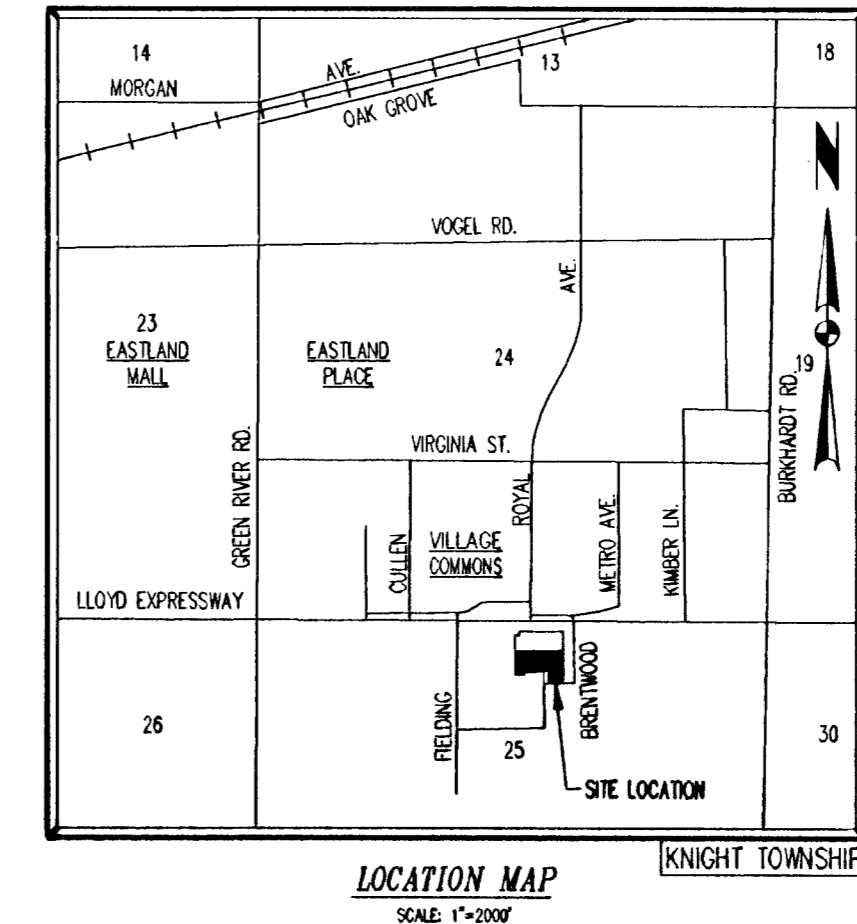 14
MORGAN
AVE.
OAK GROVE
13
18
N
VOGEL RD.
AVE.
23
EASTLAND
MALL
EASTLAND
PLACE
24
19
BURKHARDT RD.
GREEN RIVER RD.
VIRGINIA ST.
CULLEN
VILLAGE
COMMONS
ROYAL
METRO AVE.
KIMBER LN.
LLOYD EXPRESSWAY
FIELDING
BRENTWOOD
26
25
30
SITE LOCATION
KNIGHT TOWNSHIP
LOCATION MAP
SCALE: 1"=2000'